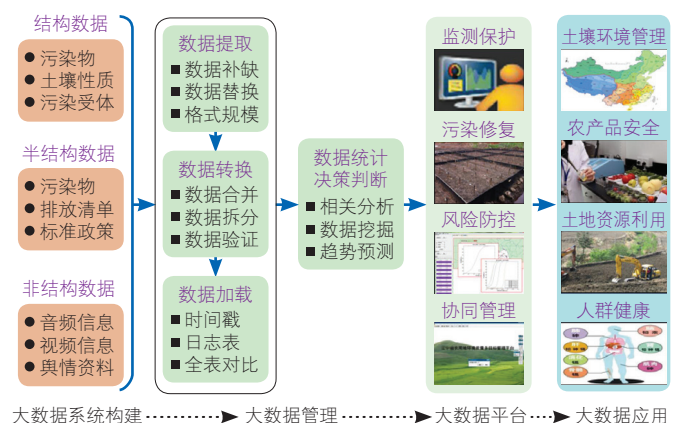 结构数据
污染物
土壤性质
污染受体
半结构数据
污染物
排放清单
标准政策
非结构数据
音频信息
视频信息
舆情资料
数据提取
数据补缺
数据替换
格式规模
数据转换
数据合并
数据拆分
数据验证
数据加载
时间戳
日志表
全表对比
数据统计
决策判断
相关分析
数据挖掘
趋势预测
监测保护
污染修复
风险防控
协同管理
土壤环境管理
农产品安全
土地资源利用
人群健康
大数据系统构建
大数据管理
大数据平台
大数据应用